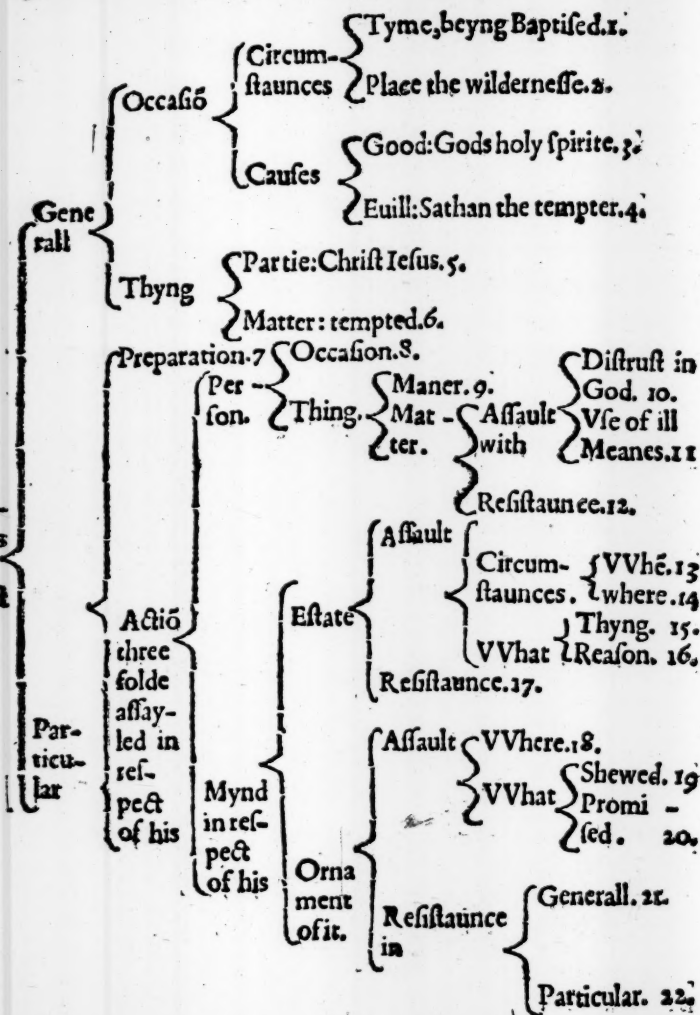 Tyme,beyng Baptiſed.1.
Circum-
ſtaunces
Place the wilderneſſe.2.
Occaſiō
Good:Gods holy ſpirite.3.
Cauſes
Euill:Sathan the tempter.4.
Gene
rall
Partie:Chriſt Ieſus.5.
Thyng
Matter: tempted.6.
Preparation.7
Occaſion.8.
Per-
ſon.
Thing.
Maner.9.
Mat-
ter.
Aſſault
with
Diſtruſt in
God. 10.
Vſe of ill
Meanes.11
Reſiſtaunce.12.
Aſſault
Circum-
ſtaunces.
VVhē.13
where.14
Eſtate
VVhat
Thyng. 15.
Reaſon. 16.
Reſiſtaunce.17.
Actiō
three
folde
aſſay-
led in
reſ-
pect
of his
Par-
ticu-
lar
Aſſault
VVhere.18.
VVhat
Shewed. 19
Promi -
ſed. 20.
Mynd
in reſ-
pect
of his
Orna
ment
of it.
Reſiſtaūnce
in
Generall. 21.
Particular. 22.